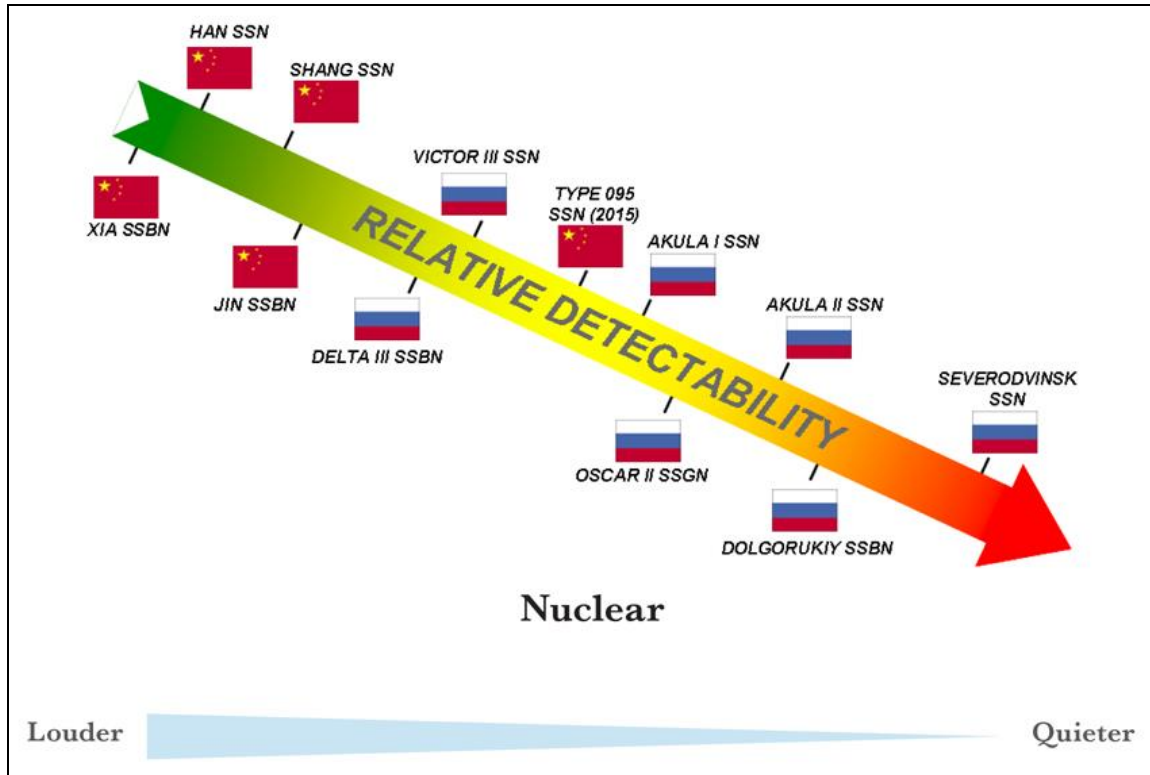 HAN SSN
SHANG SSN
XIA SSBN
VICTOR III SSN
TYPE 095
SSN (2015)
JIN SSBN
AKULA I SSN
DELTA III SSBN
RELATIVE DETECTABILITY
AKULA II SSN
SEVERODVINSK
SSN
OSCAR II SSGN
DOLGORUKIY SSBN
Nuclear
Louder
Quieter